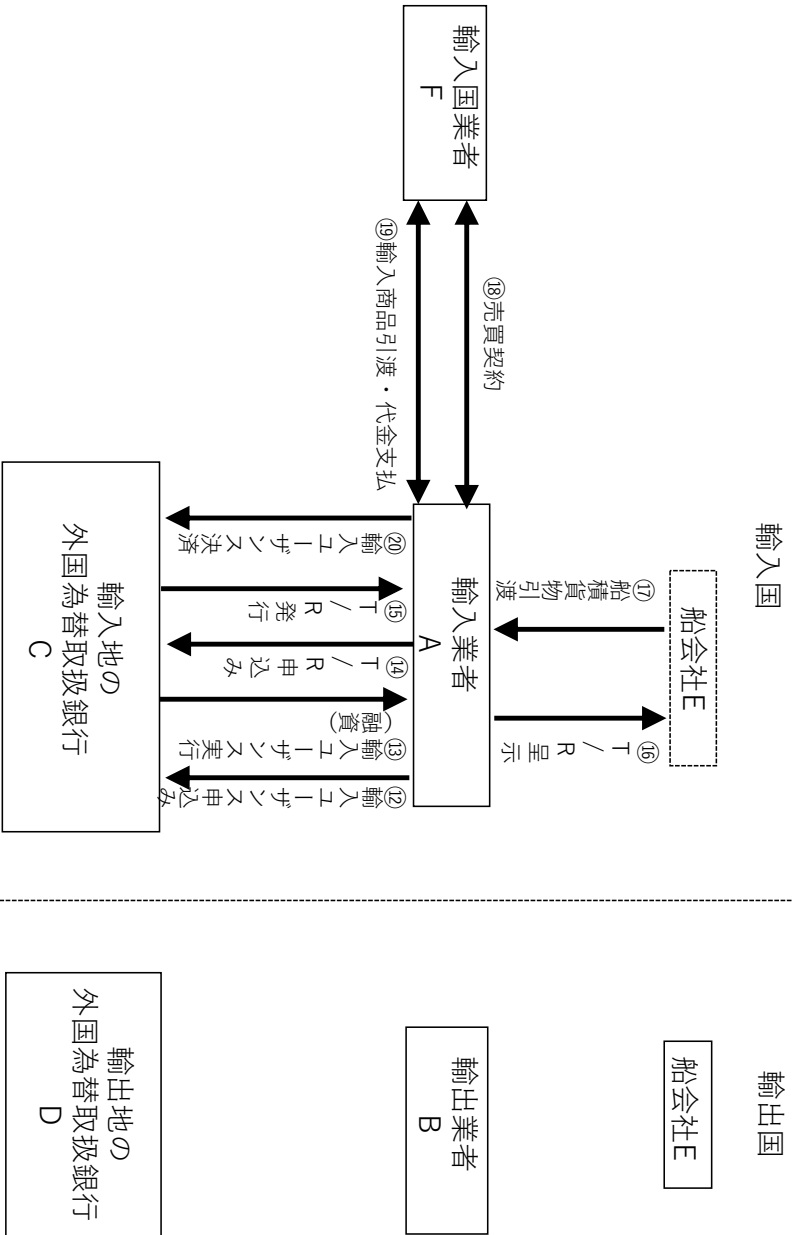 輸入国
輸出国
船会社E
船会社E
⑰船積貨物引渡
⑯T/R呈示
輸入国業者
F
⑱売買契約
⑲輸入商品引渡・代金支払
輸入業者
A
輸出業者
B
⑳輸入ユーザンス決済
⑮T/R発行
⑭T/R申込み
⑬輸入ユーザンス実行
(融資)
⑫輸入ユーザンス申込み
輸入地の
外国為替取扱銀行
C
輸出地の
外国為替取扱銀行
D